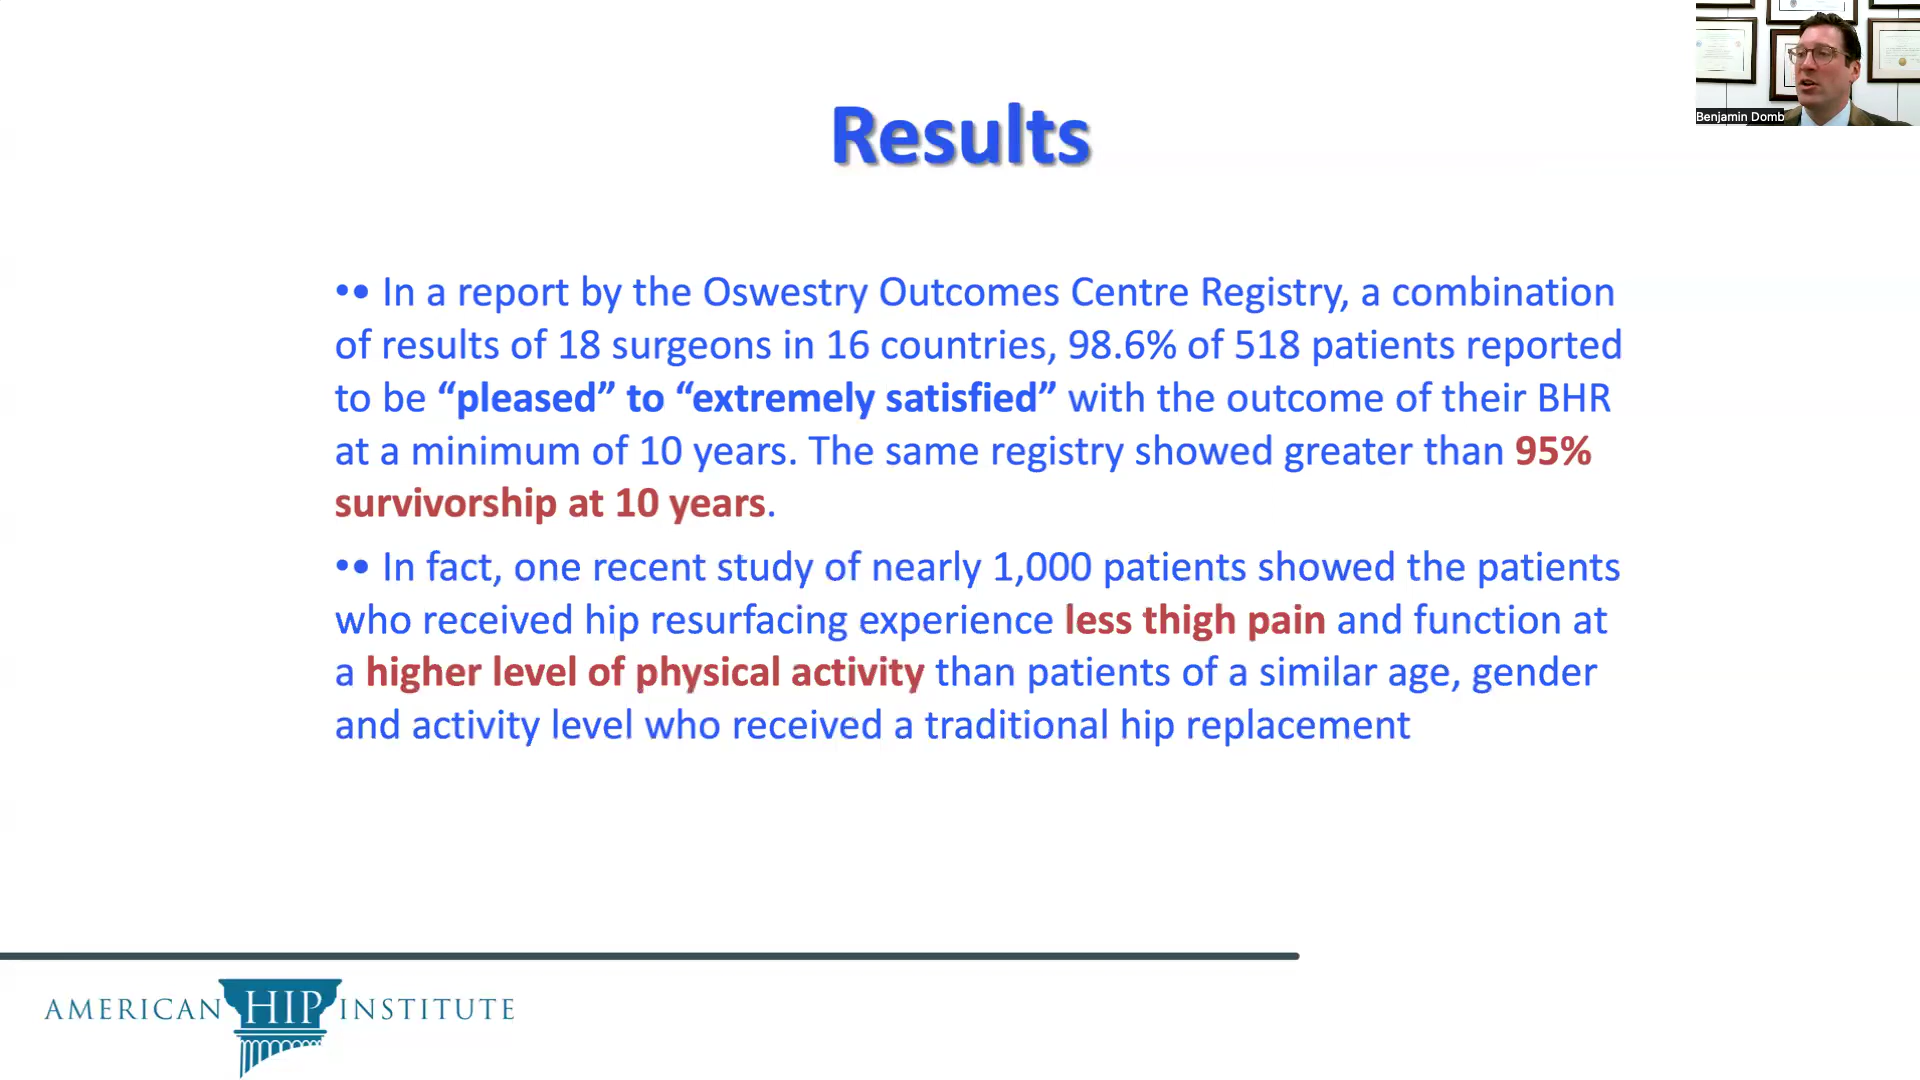 Benjamin Domb
Results
•• In a report by the Oswestry Outcomes Centre Registry, a combination
of results of 18 surgeons in 16 countries, 98.6% of 518 patients reported
to be “pleased” to “extremely satisfied” with the outcome of their BHR
at a minimum of 10 years. The same registry showed greater than 95%
survivorship at 10 years.
•• In fact, one recent study of nearly 1,000 patients showed the patients
who received hip resurfacing experience less thigh pain and function at
a higher level of physical activity than patients of a similar age, gender
and activity level who received a traditional hip replacement
AMERICAN HIP INSTITUTE